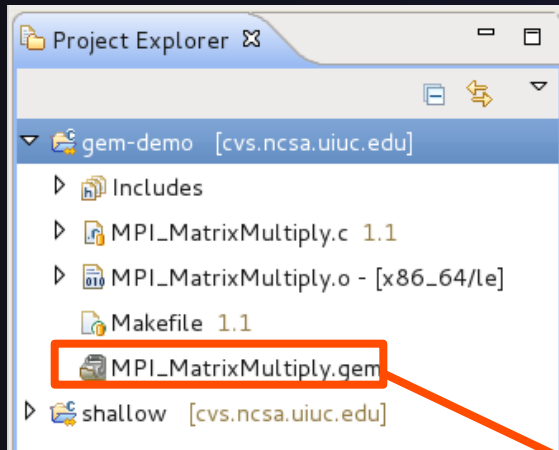 Project Explorer
gem-demo [cvs.ncsa.uiuc.edu]
Includes
MPI_MatrixMultiply.c 1.1
MPI_MatrixMultiply.o - [x86_64/le]
Makefile 1.1
MPI_MatrixMultiply.gem
shallow [cvs.ncsa.uiuc.edu]